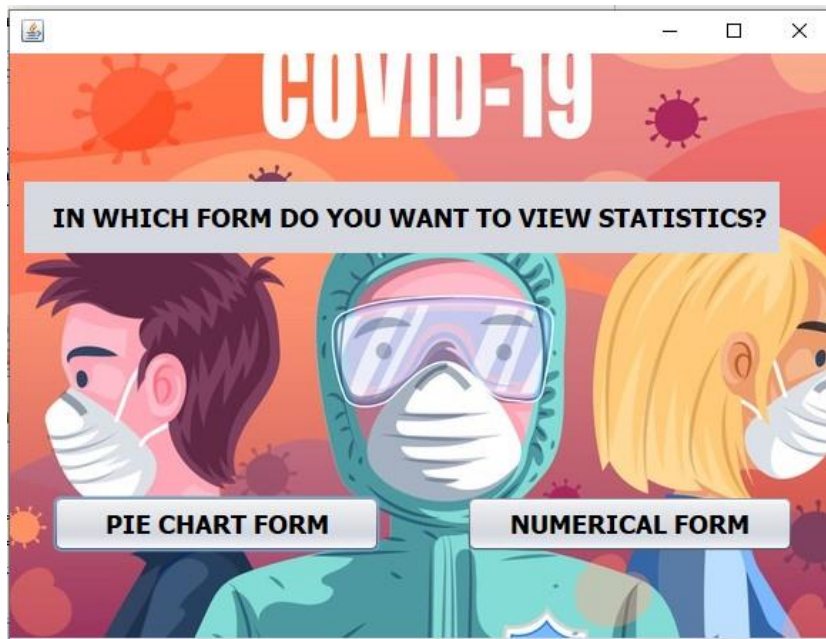 COVID-19
IN WHICH FORM DO YOU WANT TO VIEW STATISTICS?
PIE CHART FORM
NUMERICAL FORM